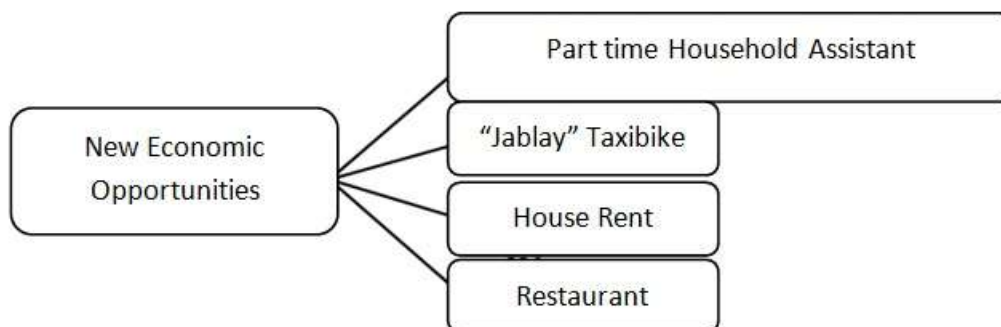 New Economic
Opportunities
Part time Household Assistant
“Jablay” Taxibike
House Rent
Restaurant